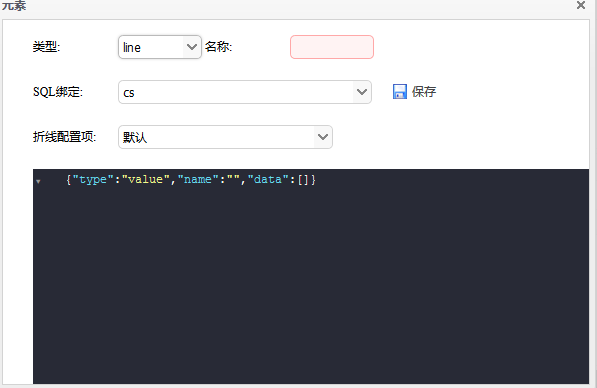 元素
类型: line 名称:
SQL绑定: cs 保存
折线配置项: 默认
{"type":"value","name":"","data":[]}